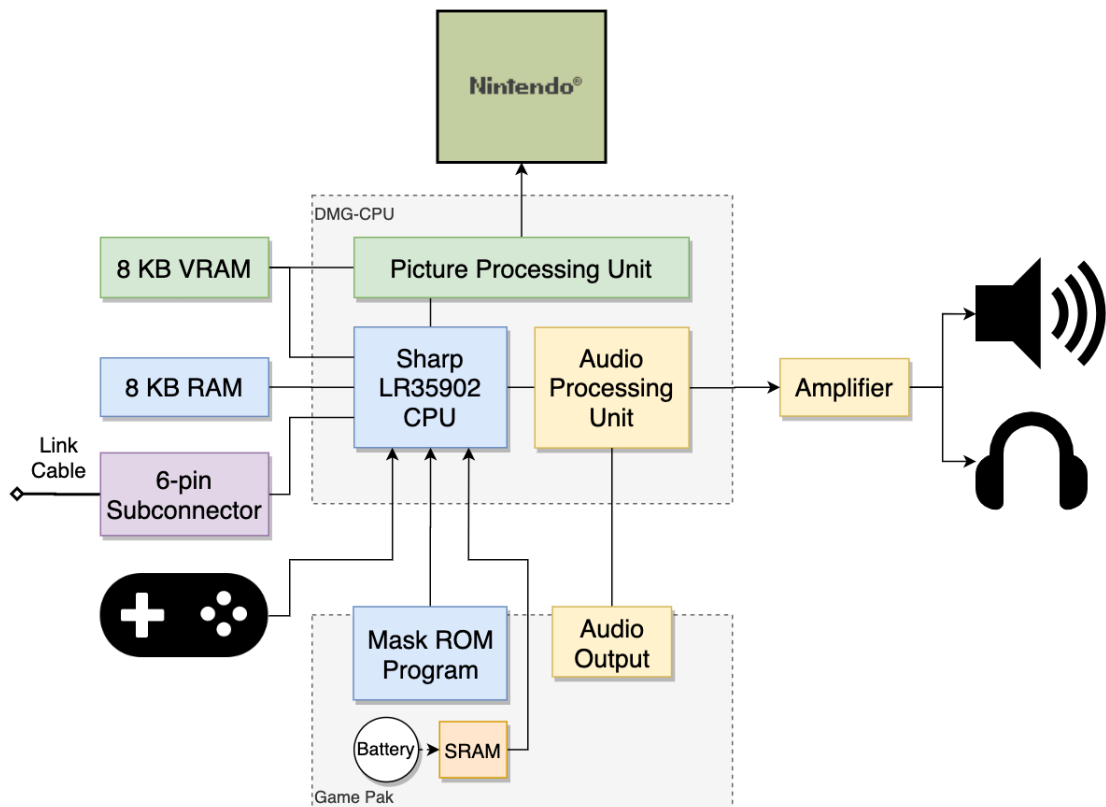 Nintendo®
DMG-CPU
8 KB VRAM
Picture Processing Unit
8 KB RAM
Sharp
LR35902
CPU
Audio
Processing
Unit
Amplifier
Link
Cable
6-pin
Subconnector
Mask ROM
Program
Audio
Output
Battery
SRAM
Game Pak